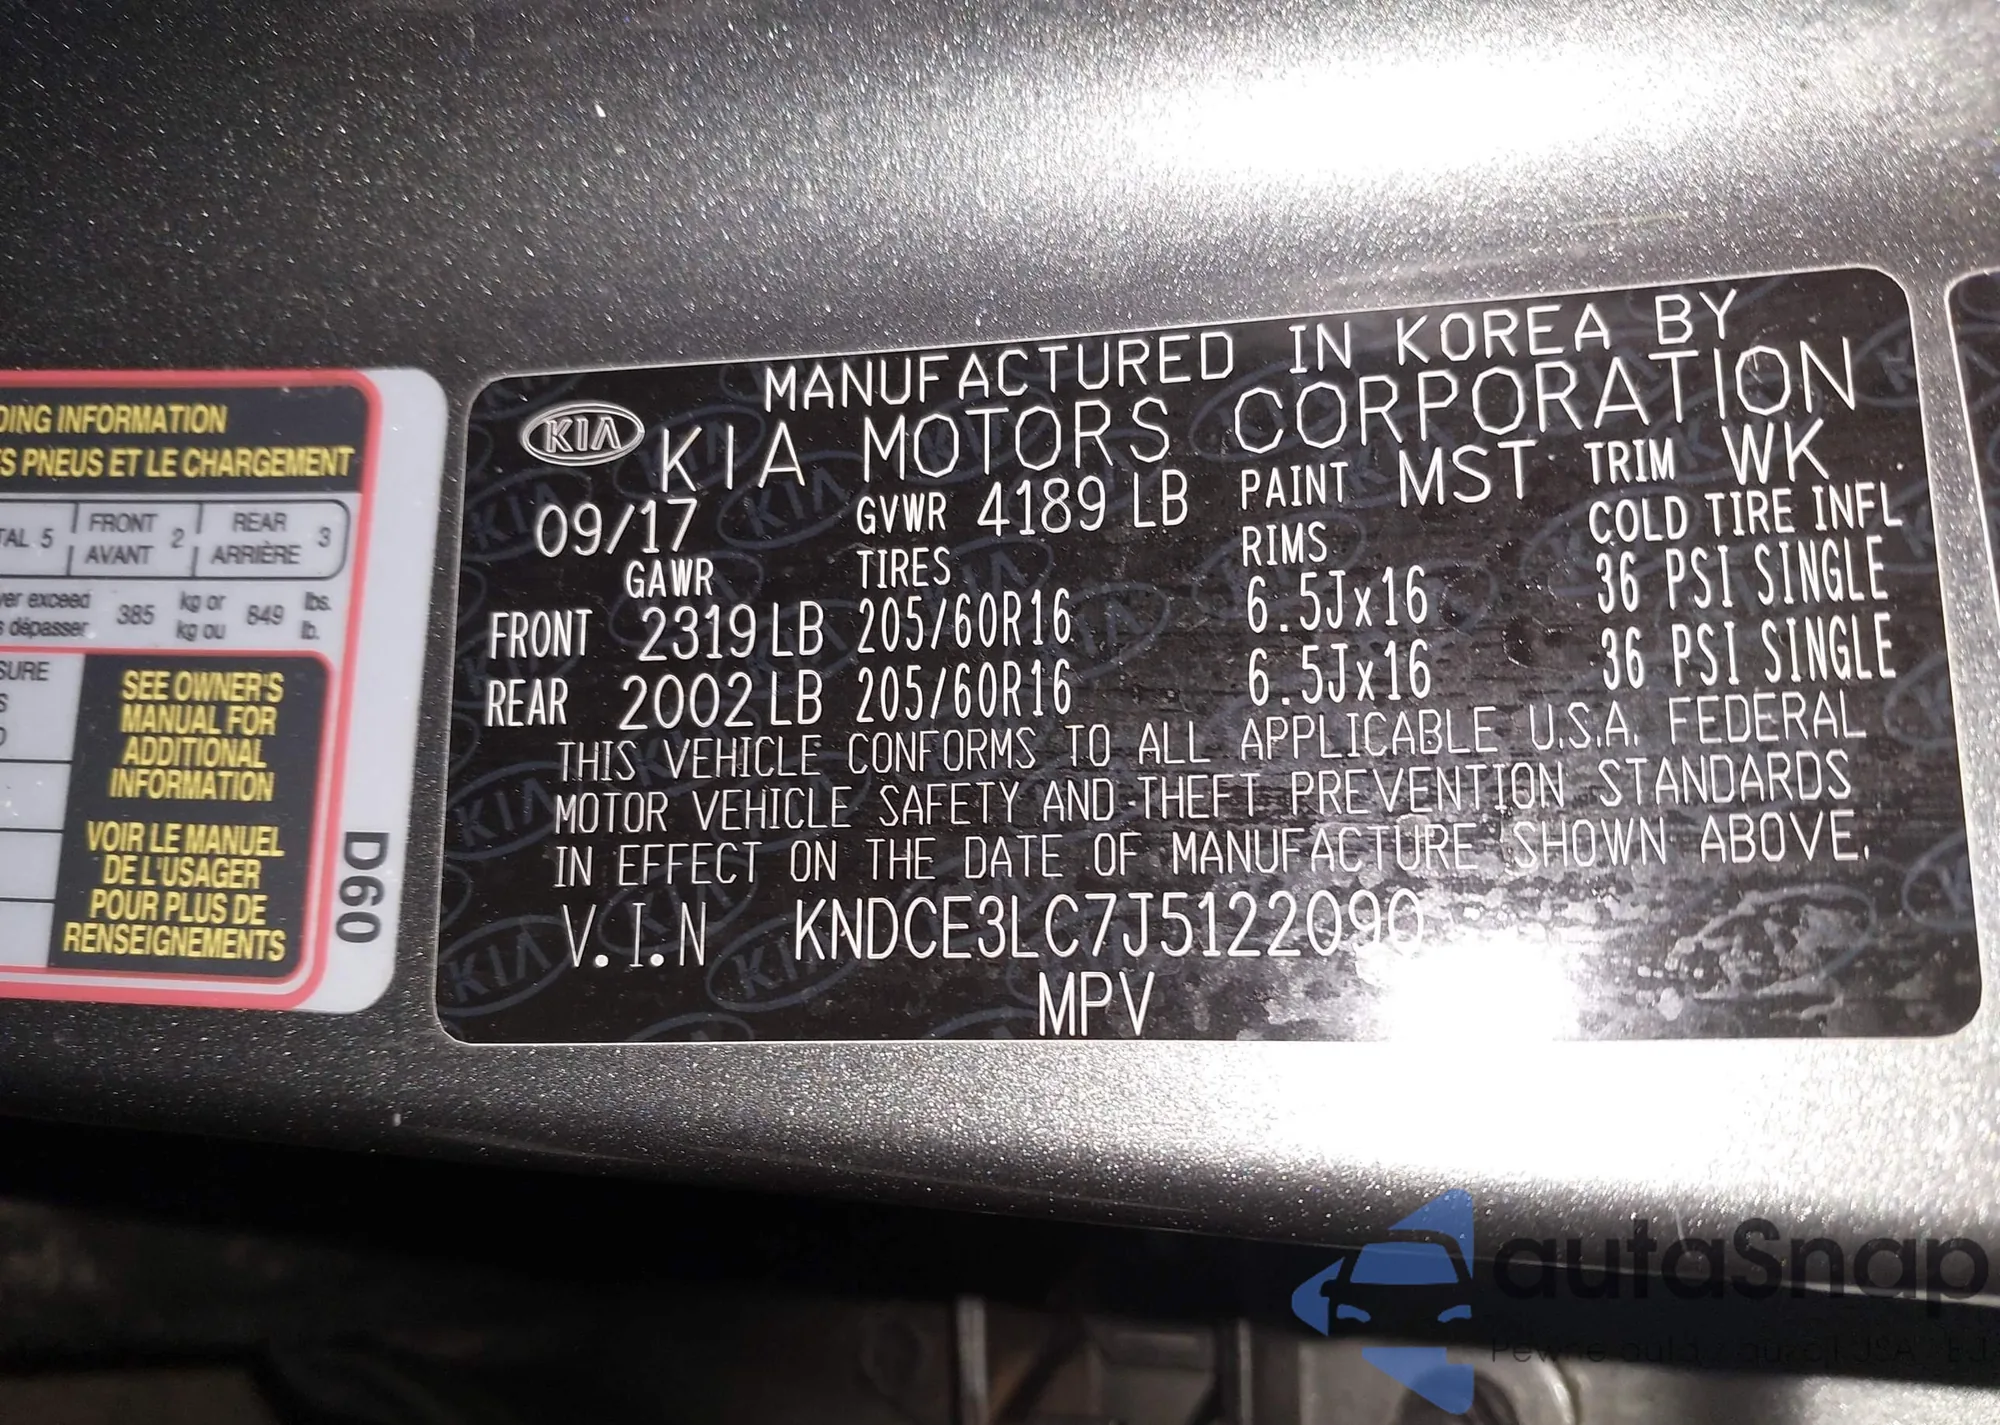 DING INFORMATION
S PNEUS ET LE CHARGEMENT
TAL 5 FRONT AVANT 2 REAR ARRIÈRE 3
ver exceed 385 kg or 849 lbs.
s dépasser kg ou lb.
SURE
SEE OWNER'S
MANUAL FOR
ADDITIONAL
INFORMATION
VOIR LE MANUEL
DE L'USAGER
POUR PLUS DE
RENSEIGNEMENTS
D60
MANUFACTURED IN KOREA BY
KIA KIA MOTORS CORPORATION
09/17 GVWR 4189 LB PAINT MST TRIM WK
GAWR TIRES RIMS COLD TIRE INFL
FRONT 2319 LB 205/60R16 6.5Jx16 36 PSI SINGLE
REAR 2002 LB 205/60R16 6.5Jx16 36 PSI SINGLE
THIS VEHICLE CONFORMS TO ALL APPLICABLE U.S.A. FEDERAL
MOTOR VEHICLE SAFETY AND THEFT PREVENTION STANDARDS
IN EFFECT ON THE DATE OF MANUFACTURE SHOWN ABOVE.
V.I.N KNDCE3LC7J5122090
MPV
autaSnap
Pewne auta z aukcji USA